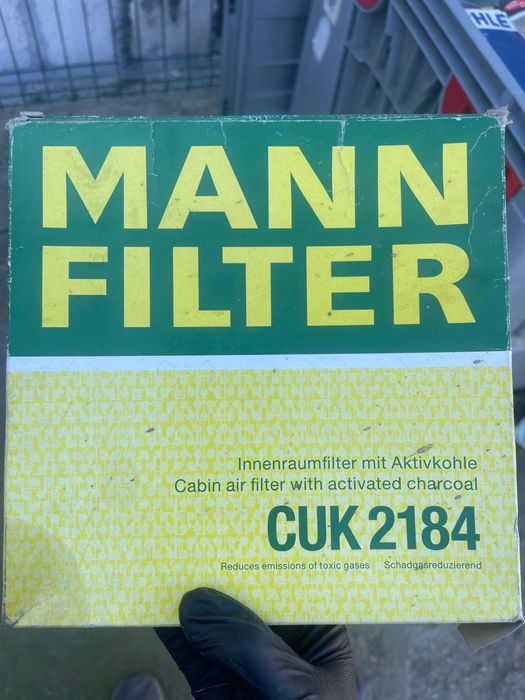 HLE
MANN
FILTER
Innenraumfilter mit Aktivkohle
Cabin air filter with activated charcoal
CUK 2184
Reduces emissions of toxic gases Schadgasreduzierend